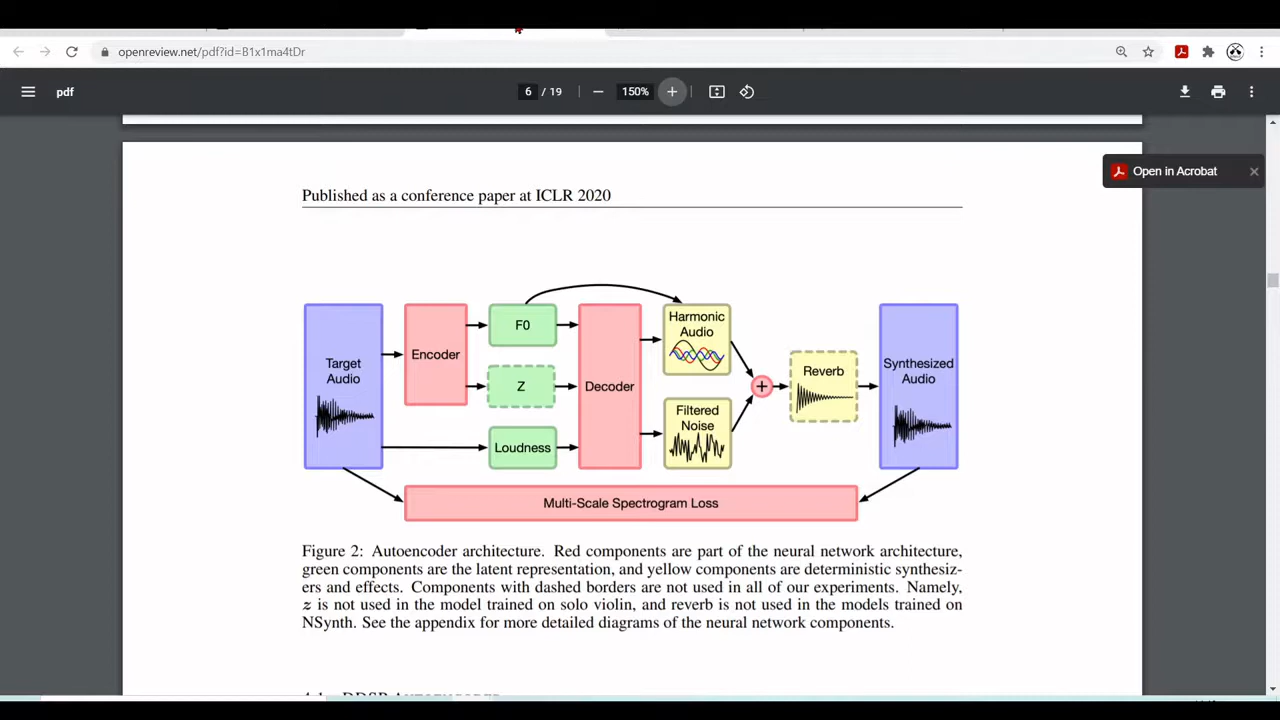 openreview.net/pdf?id=B1x1ma4tDr
pdf
6 / 19
150%
Open in Acrobat
Published as a conference paper at ICLR 2020
Target
Audio
Encoder
F0
Z
Loudness
Decoder
Harmonic
Audio
Filtered
Noise
+
Reverb
Synthesized
Audio
Multi-Scale Spectrogram Loss
Figure 2: Autoencoder architecture. Red components are part of the neural network architecture,
green components are the latent representation, and yellow components are deterministic synthesiz-
ers and effects. Components with dashed borders are not used in all of our experiments. Namely,
z is not used in the model trained on solo violin, and reverb is not used in the models trained on
NSynth. See the appendix for more detailed diagrams of the neural network components.